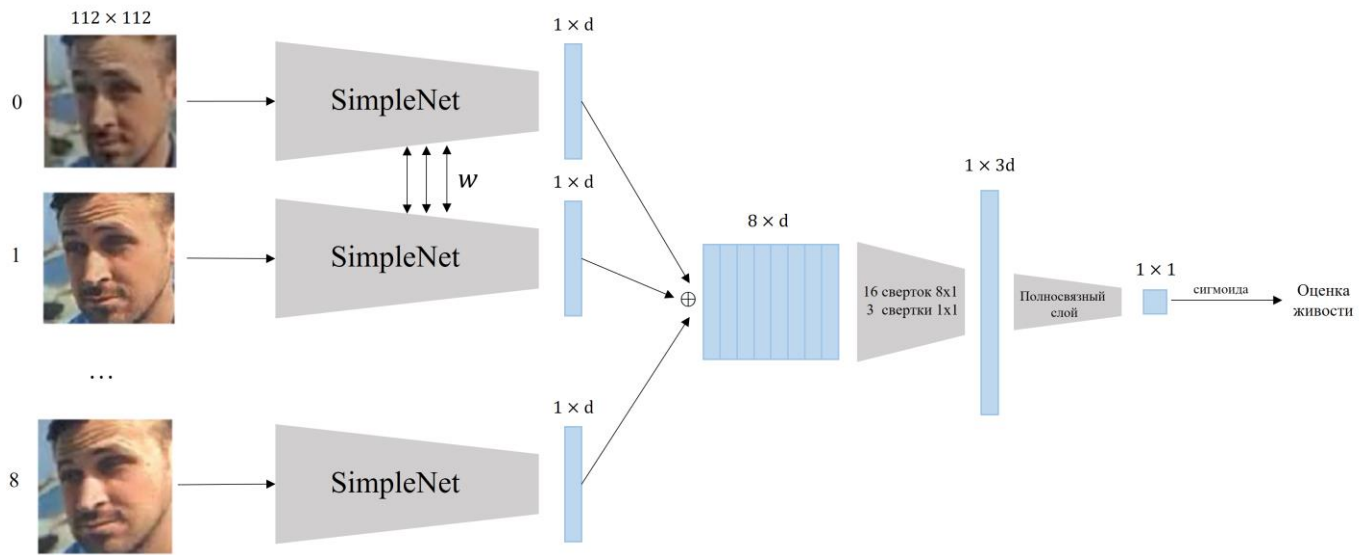 112 × 112
0
SimpleNet
1 × d
w
1
SimpleNet
1 × d
...
8
SimpleNet
1 × d
⊕
8 × d
16 сверток 8x1
3 свертки 1x1
1 × 3d
Полносвязный
слой
1 × 1
сигмоида
Оценка
живости